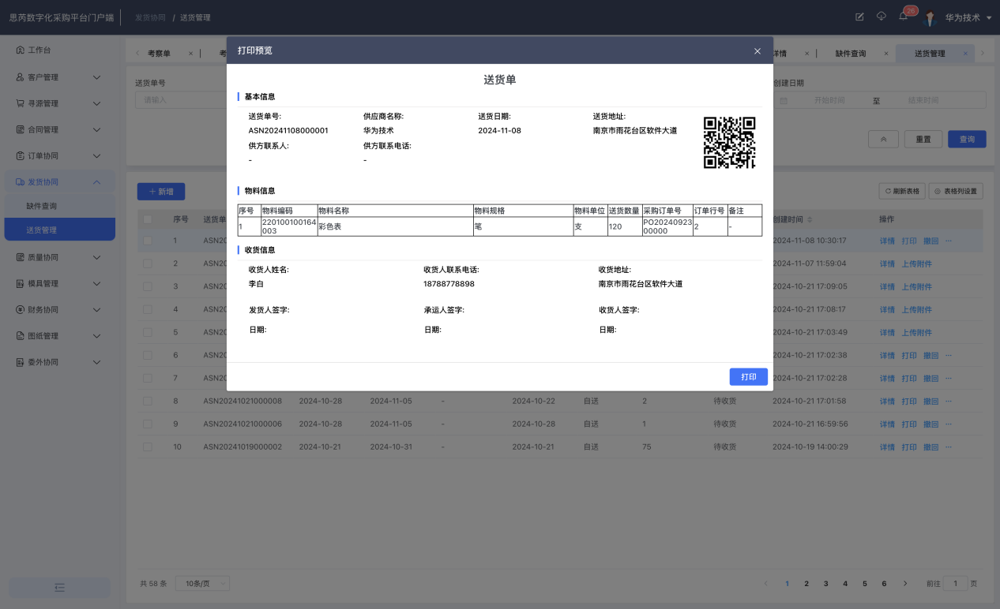 思芮数字化采购平台门户端
发货协同 / 送货管理
26
华为技术
工作台
客户管理
寻源管理
合同管理
订单协同
发货协同
缺件查询
送货管理
质量协同
模具管理
财务协同
图纸管理
委外协同
考察单 ×
考
详情 ×
缺件查询 ×
送货管理 ×
送货单号
请输入
创建日期
开始时间 至 结束时间
重置 查询
+ 新增
刷新表格 表格列设置
打印预览
送货单
基本信息
送货单号: 供应商名称: 送货日期: 送货地址:
ASN20241108000001 华为技术 2024-11-08 南京市雨花台区软件大道
供方联系人: 供方联系电话:
- -
物料信息
序号 物料编码 物料名称 物料规格 物料单位 送货数量 采购订单号 订单行号 备注
1 220100100164003 彩色表 笔 支 120 PO2024092300000 2 -
收货信息
收货人姓名: 收货人联系电话: 收货地址:
李白 18788778898 南京市雨花台区软件大道
发货人签字: 承运人签字: 收货人签字:
日期: 日期: 日期:
打印
序号 送货单 创建时间 操作
1 ASN20 2024-11-08 10:30:17 详情 打印 撤回 ···
2 ASN20 2024-11-07 11:59:04 详情 上传附件
3 ASN20 2024-10-21 17:09:05 详情 上传附件
4 ASN20 2024-10-21 17:08:17 详情 上传附件
5 ASN20 2024-10-21 17:03:49 详情 上传附件
6 ASN20 2024-10-21 17:02:38 详情 打印 撤回 ···
7 ASN20 2024-10-21 17:02:28 详情 打印 撤回 ···
8 ASN20241021000008 2024-10-28 2024-11-05 - 2024-10-22 自送 2 待收货 2024-10-21 17:01:58 详情 打印 撤回 ···
9 ASN20241021000006 2024-10-28 2024-11-05 - 2024-10-28 自送 1 待收货 2024-10-21 16:59:56 详情 打印 撤回 ···
10 ASN20241019000002 2024-10-21 2024-10-31 - 2024-10-21 自送 75 待收货 2024-10-19 14:00:29 详情 打印 撤回 ···
共 58 条 10条/页
1 2 3 4 5 6 前往 1 页